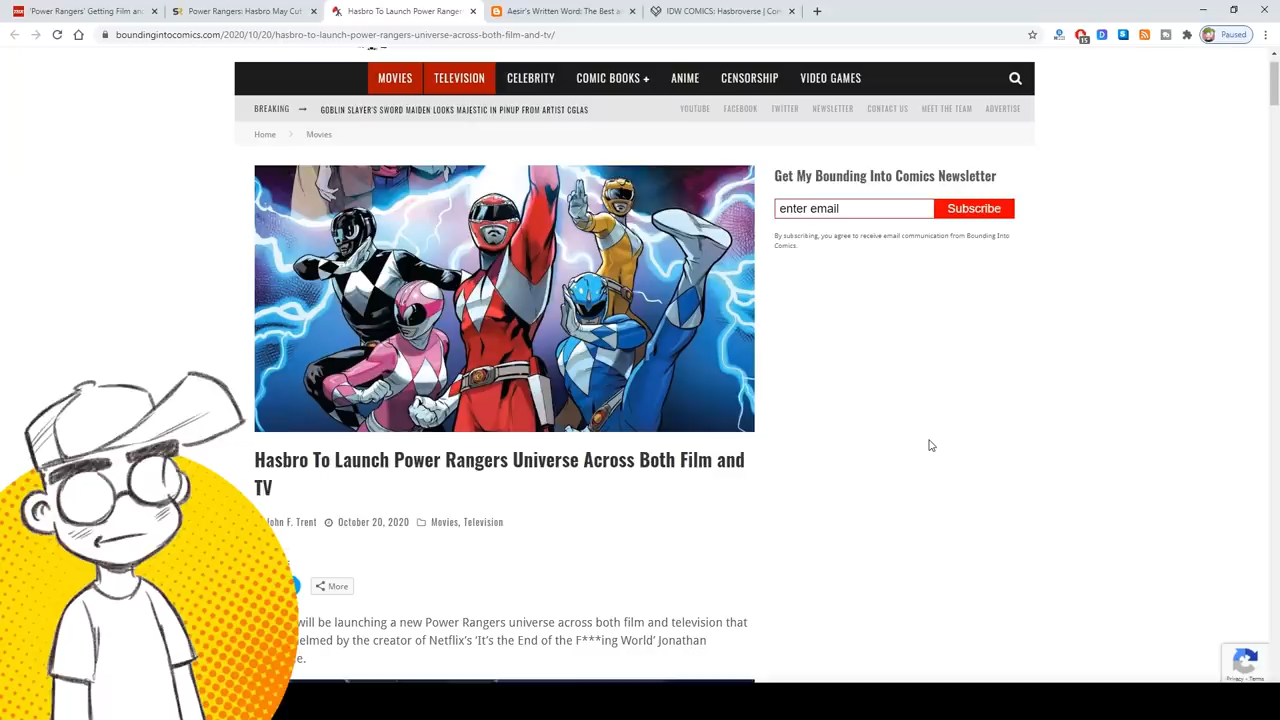 'Power Rangers' Getting Film an
Power Rangers: Hasbro May Cut
Hasbro To Launch Power Ranger
Aesir's Written Word: The Best a
IDW COMICS: Hasbroverse | Com
boundingintocomics.com/2020/10/20/hasbro-to-launch-power-rangers-universe-across-both-film-and-tv/
15
Paused
MOVIES TELEVISION CELEBRITY COMIC BOOKS + ANIME CENSORSHIP VIDEO GAMES
BREAKING GOBLIN SLAYER'S SWORD MAIDEN LOOKS MAJESTIC IN PINUP FROM ARTIST CGLAS YOUTUBE FACEBOOK TWITTER NEWSLETTER CONTACT US MEET THE TEAM ADVERTISE
Home > Movies
Get My Bounding Into Comics Newsletter
enter email Subscribe
By subscribing, you agree to receive email communication from Bounding Into
Comics.
Hasbro To Launch Power Rangers Universe Across Both Film and
TV
John F. Trent October 20, 2020 Movies, Television
More
will be launching a new Power Rangers universe across both film and television that
elmed by the creator of Netflix's 'It's the End of the F***ing World' Jonathan
e.
Privacy - Terms